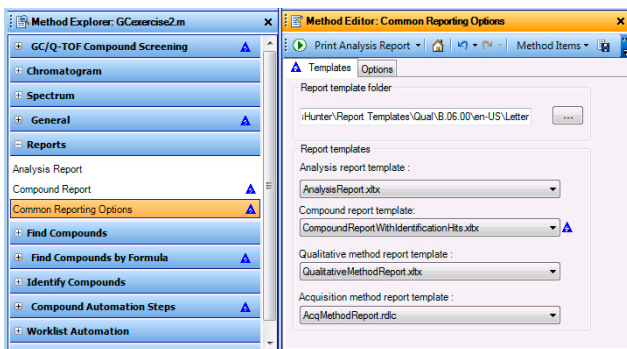 Method Explorer: GCexercise2.m
GC/Q-TOF Compound Screening
Chromatogram
Spectrum
General
Reports
Analysis Report
Compound Report
Common Reporting Options
Find Compounds
Find Compounds by Formula
Identify Compounds
Compound Automation Steps
Worklist Automation
Method Editor: Common Reporting Options
Print Analysis Report
Method Items
Templates Options
Report template folder
ıHunter\Report Templates\Qual\B.06.00\en-US\Letter
...
Report templates
Analysis report template :
AnalysisReport.xltx
Compound report template:
CompoundReportWithIdentificationHits.xltx
Qualitative method report template :
QualitativeMethodReport.xltx
Acquisition method report template :
AcqMethodReport.rdlc